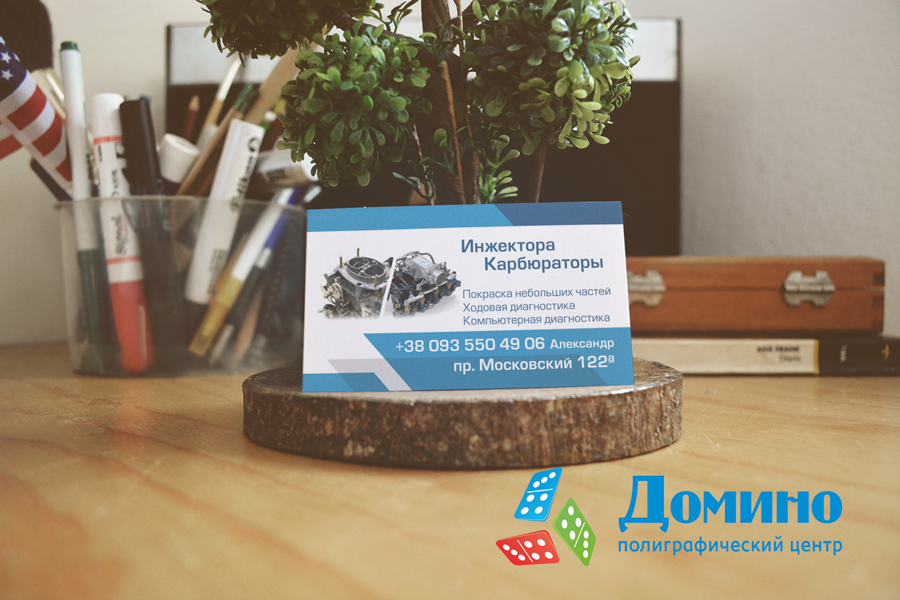 Инжектора
Карбюраторы
Покраска небольших частей
Ходовая диагностика
Компьютерная диагностика
+38 093 550 49 06 Александр
пр. Московский 122а
Домино
полиграфический центр